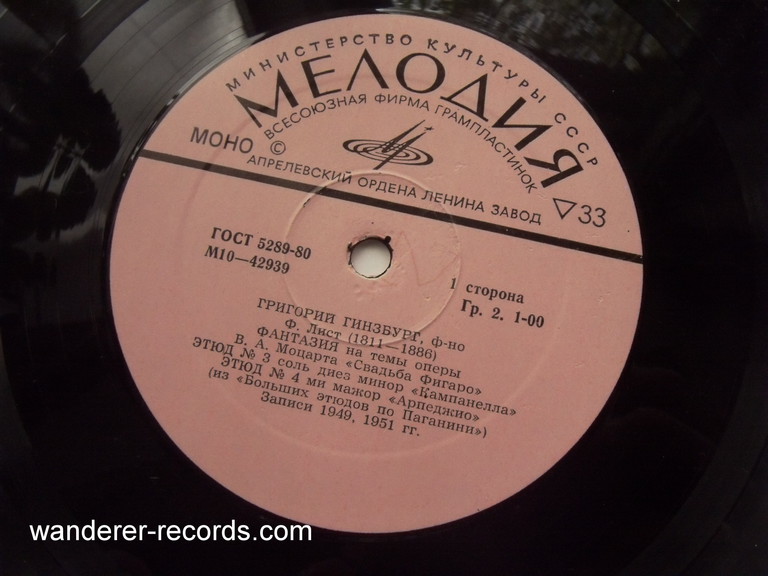 МИНИСТЕРСТВО КУЛЬТУРЫ СССР
МЕЛОДИЯ
ВСЕСОЮЗНАЯ ФИРМА ГРАМПЛАСТИНОК
МОНО ©
АПРЕЛЕВСКИЙ ОРДЕНА ЛЕНИНА ЗАВОД
▽33
ГОСТ 5289-80
М10—42939
1 сторона
Гр. 2. 1-00
ГРИГОРИЙ ГИНЗБУРГ, ф-но
Ф. Лист (1811—1886)
ФАНТАЗИЯ на темы оперы
В. А. Моцарта «Свадьба Фигаро»
ЭТЮД № 3 соль диез минор «Кампанелла»
ЭТЮД № 4 ми мажор «Арпеджио»
(из «Больших этюдов по Паганини»)
Записи 1949, 1951 гг.
wanderer-records.com